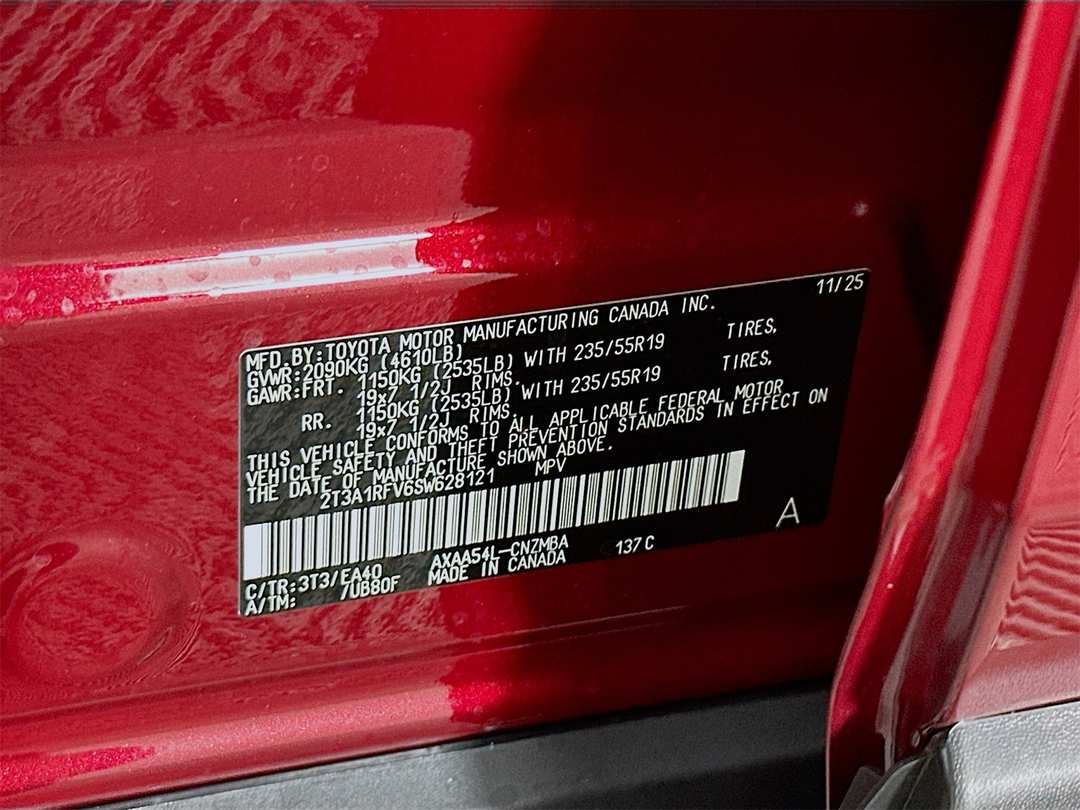 11/25
MFD.BY:TOYOTA MOTOR MANUFACTURING CANADA INC.
GVWR:2090KG (4610LB)
GAWR:FRT. 1150KG (2535LB) WITH 235/55R19 TIRES,
19x7 1/2J RIMS.
RR. 1150KG (2535LB) WITH 235/55R19 TIRES,
19x7 1/2J RIMS.
THIS VEHICLE CONFORMS TO ALL APPLICABLE FEDERAL MOTOR
VEHICLE SAFETY AND THEFT PREVENTION STANDARDS IN EFFECT ON
THE DATE OF MANUFACTURE SHOWN ABOVE.
2T3A1RFV6SW628121 MPV
A
C/TR:3T3/EA40 AXAA54L-CNZMBA 137C
A/TM: /UB80F MADE IN CANADA